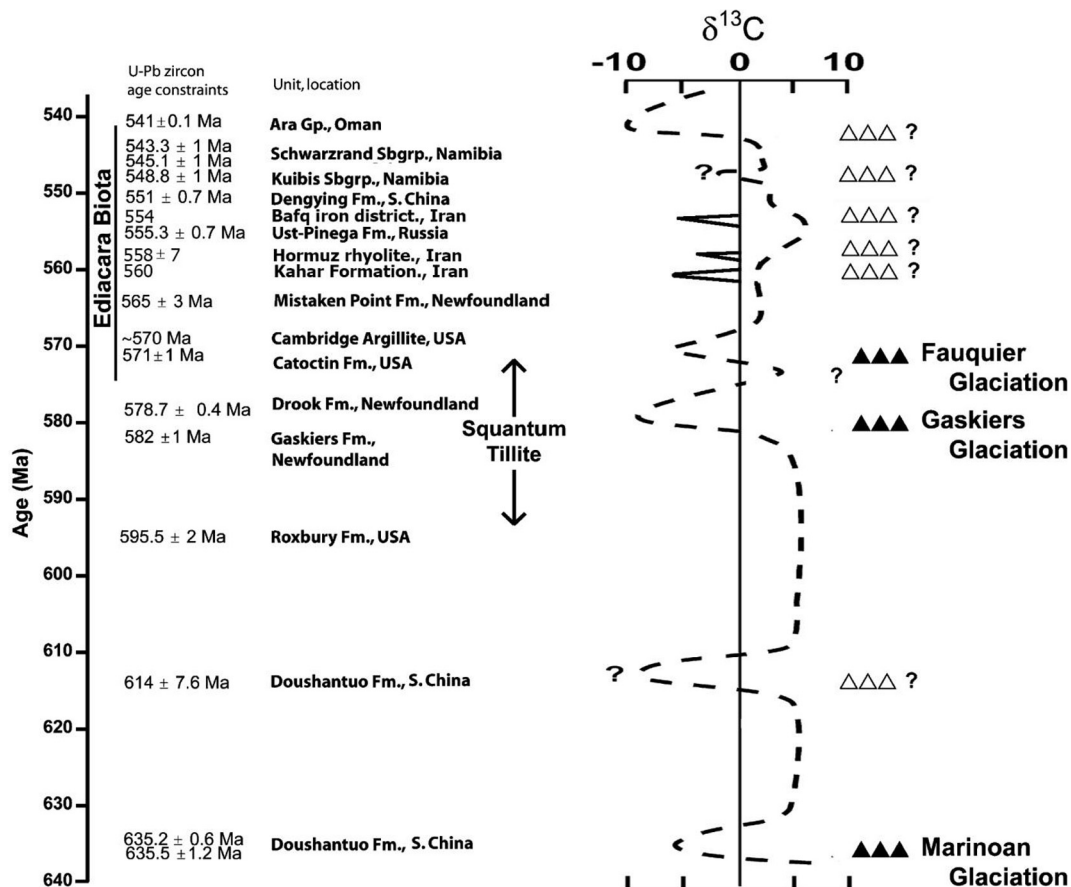 δ13C
-10 0 10
U-Pb zircon
age constraints
Unit, location
Age (Ma)
540
550
560
570
580
590
600
610
620
630
640
Ediacara Biota
541 ± 0.1 Ma Ara Gp., Oman
543.3 ± 1 Ma
545.1 ± 1 Ma Schwarzrand Sbgrp., Namibia
548.8 ± 1 Ma Kuibis Sbgrp., Namibia
551 ± 0.7 Ma Dengying Fm., S. China
554 Bafq iron district., Iran
555.3 ± 0.7 Ma Ust-Pinega Fm., Russia
558 ± 7 Hormuz rhyolite., Iran
560 Kahar Formation., Iran
565 ± 3 Ma Mistaken Point Fm., Newfoundland
~570 Ma Cambridge Argillite, USA
571±1 Ma Catoctin Fm., USA
578.7 ± 0.4 Ma Drook Fm., Newfoundland
582 ±1 Ma Gaskiers Fm.,
Newfoundland
595.5 ± 2 Ma Roxbury Fm., USA
614 ± 7.6 Ma Doushantuo Fm., S. China
635.2 ± 0.6 Ma
635.5 ±1.2 Ma Doushantuo Fm., S. China
Squantum
Tillite
?
?
?
?
?
?
?
?
Fauquier
Glaciation
?
Gaskiers
Glaciation
?
Marinoan
Glaciation